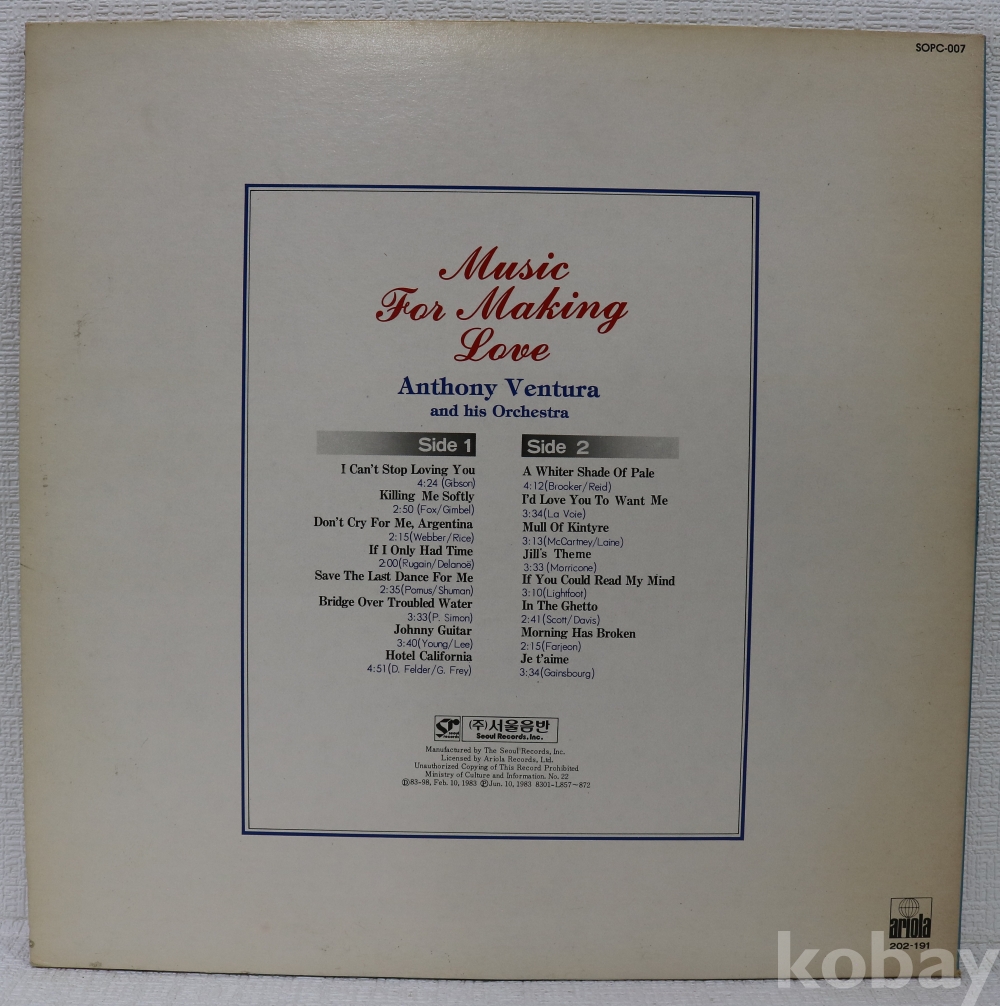 SOPC-007
Music
For Making
Love
Anthony Ventura
and his Orchestra
Side 1
I Can't Stop Loving You
4:24 (Gibson)
Killing Me Softly
2:50 (Fox/Gimbel)
Don't Cry For Me, Argentina
2:15(Webber/Rice)
If I Only Had Time
2:00(Rugain/Delanoë)
Save The Last Dance For Me
2:35(Pomus/Shuman)
Bridge Over Troubled Water
3:33(P. Simon)
Johnny Guitar
3:40(Young/Lee)
Hotel California
4:51(D. Felder/G. Frey)
Side 2
A Whiter Shade Of Pale
4:12(Brooker/Reid)
I'd Love You To Want Me
3:34(La Voie)
Mull Of Kintyre
3:13(McCartney/Laine)
Jill's Theme
3:33 (Morricone)
If You Could Read My Mind
3:10(Lightfoot)
In The Ghetto
2:41(Scott/Davis)
Morning Has Broken
2:15(Farjeon)
Je t'aime
3:34(Gainsbourg)
(주)서울음반
Seoul Records, Inc.
Manufactured by The Seoul Records, Inc.
Licensed by Ariola Records, Ltd.
Unauthorized Copying of This Record Prohibited
Ministry of Culture and Information. No. 22
Ⓓ83-98, Feb. 10, 1983 ⓅJun. 10, 1983 8301-L857~872
ariola
202-191
kobay